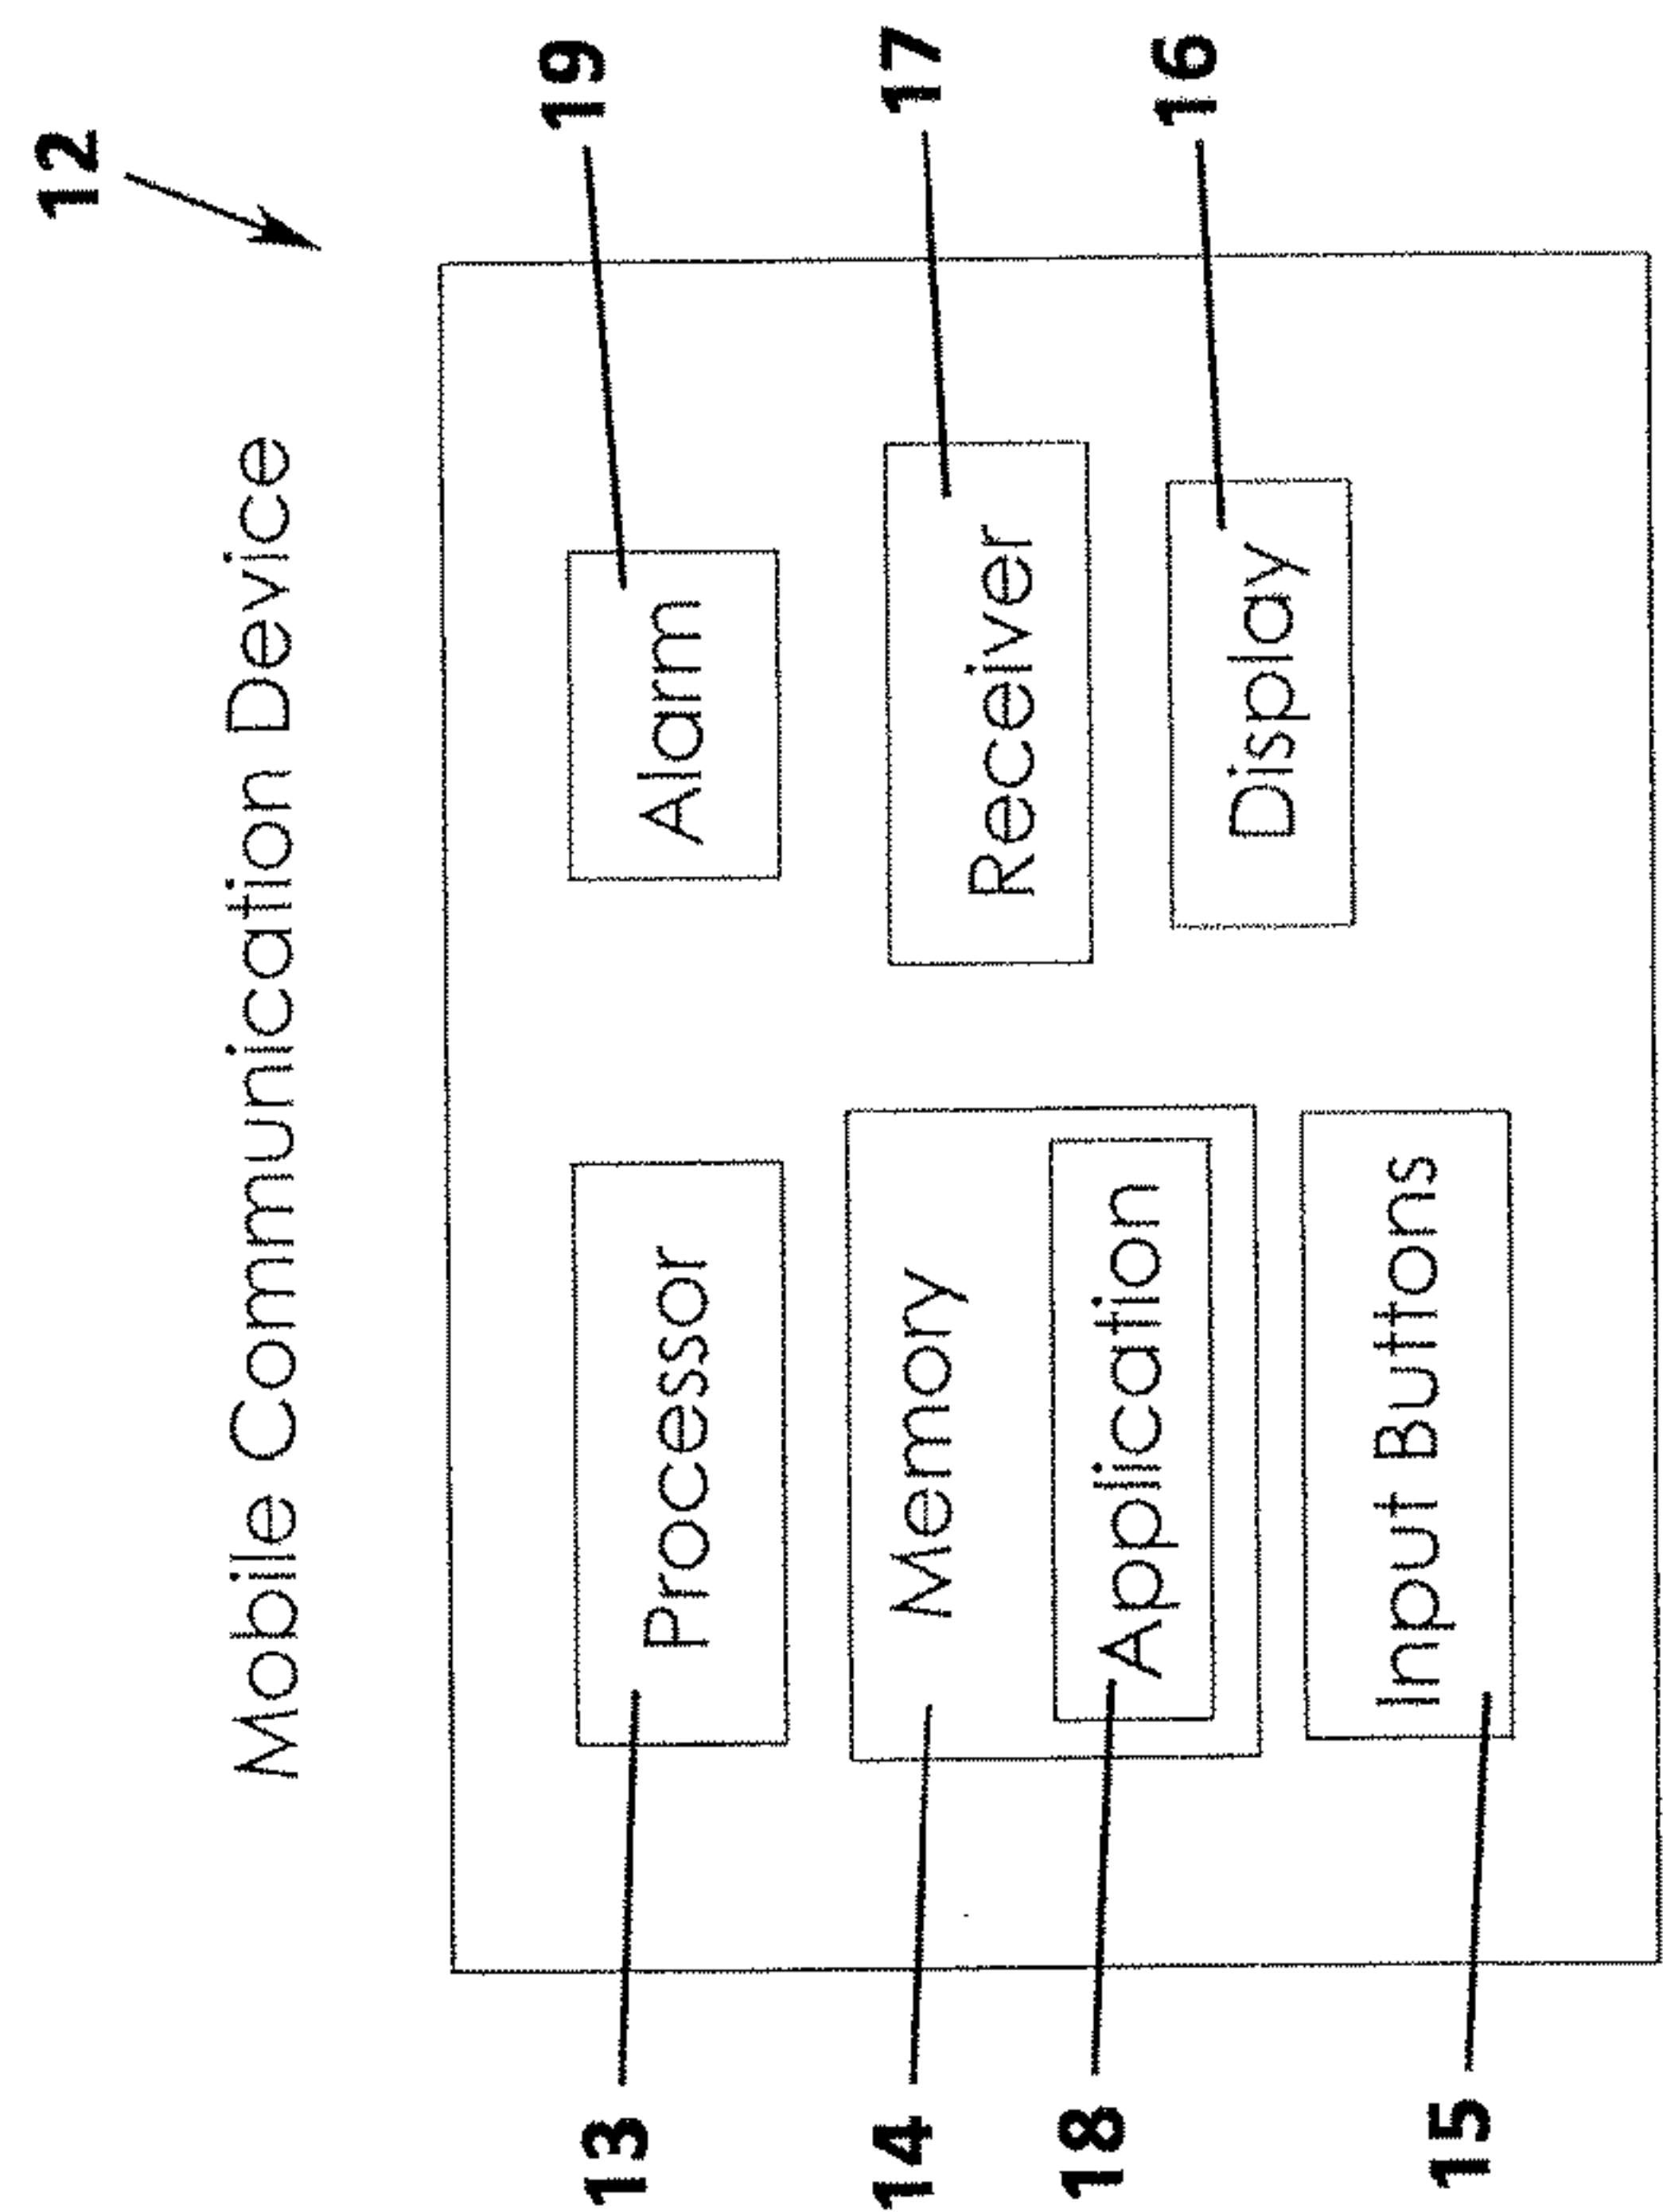 12
Mobile Communication Device
13
Processor
Alarm
19
14
Memory
Receiver
17
18
Application
15
Input Buttons
Display
16